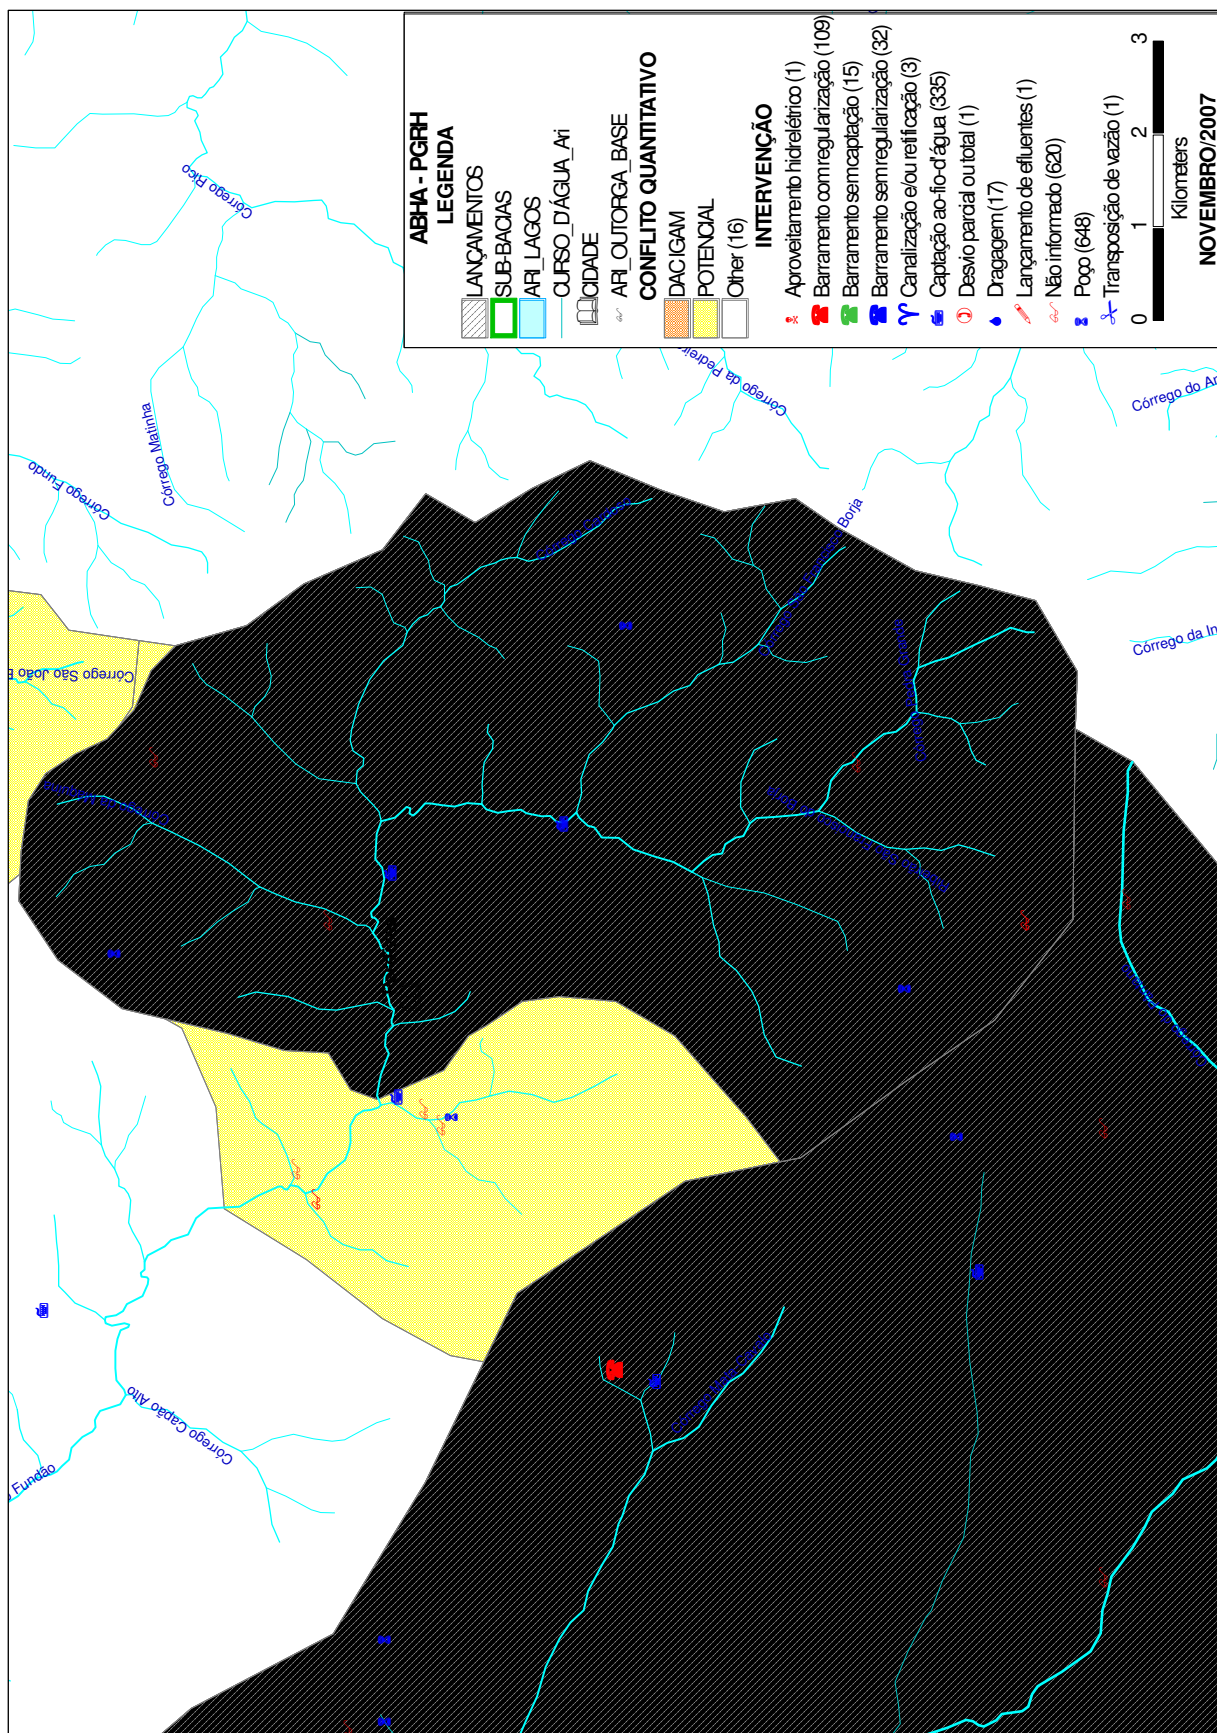 ABHA - PGRH
LEGENDA
LANÇAMENTOS
SUB-BACIAS
ARI_LAGOS
CURSO_D'ÁGUA_Ari
CIDADE
ARI_OUTORGA_BASE
CONFLITO QUANTITATIVO
DAC IGAM
POTENCIAL
Other (16)
INTERVENÇÃO
Aproveitamento hidrelétrico (1)
Barramento com regularização (109)
Barramento sem captação (15)
Barramento sem regularização (32)
Canalização e/ou retificação (3)
Captação ao-fio-d'água (335)
Desvio parcial ou total (1)
Dragagem (17)
Lançamento de efluentes (1)
Não informado (620)
Poço (648)
Transposição de vazão (1)
0 1 2 3
Kilometers
NOVEMBRO/2007
Córrego Rico
Córrego Matinha
Córrego Fundo
Córrego da Pedreir
Córrego do Ar
Córrego da In
Córrego São João B
Borja
Córrego Capão Alto
Fundão